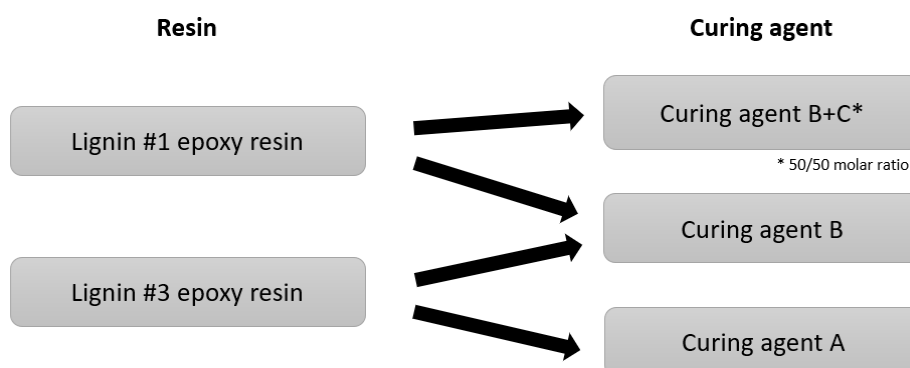 Resin
Curing agent
Lignin #1 epoxy resin
Curing agent B+C*
* 50/50 molar ratio
Curing agent B
Lignin #3 epoxy resin
Curing agent A